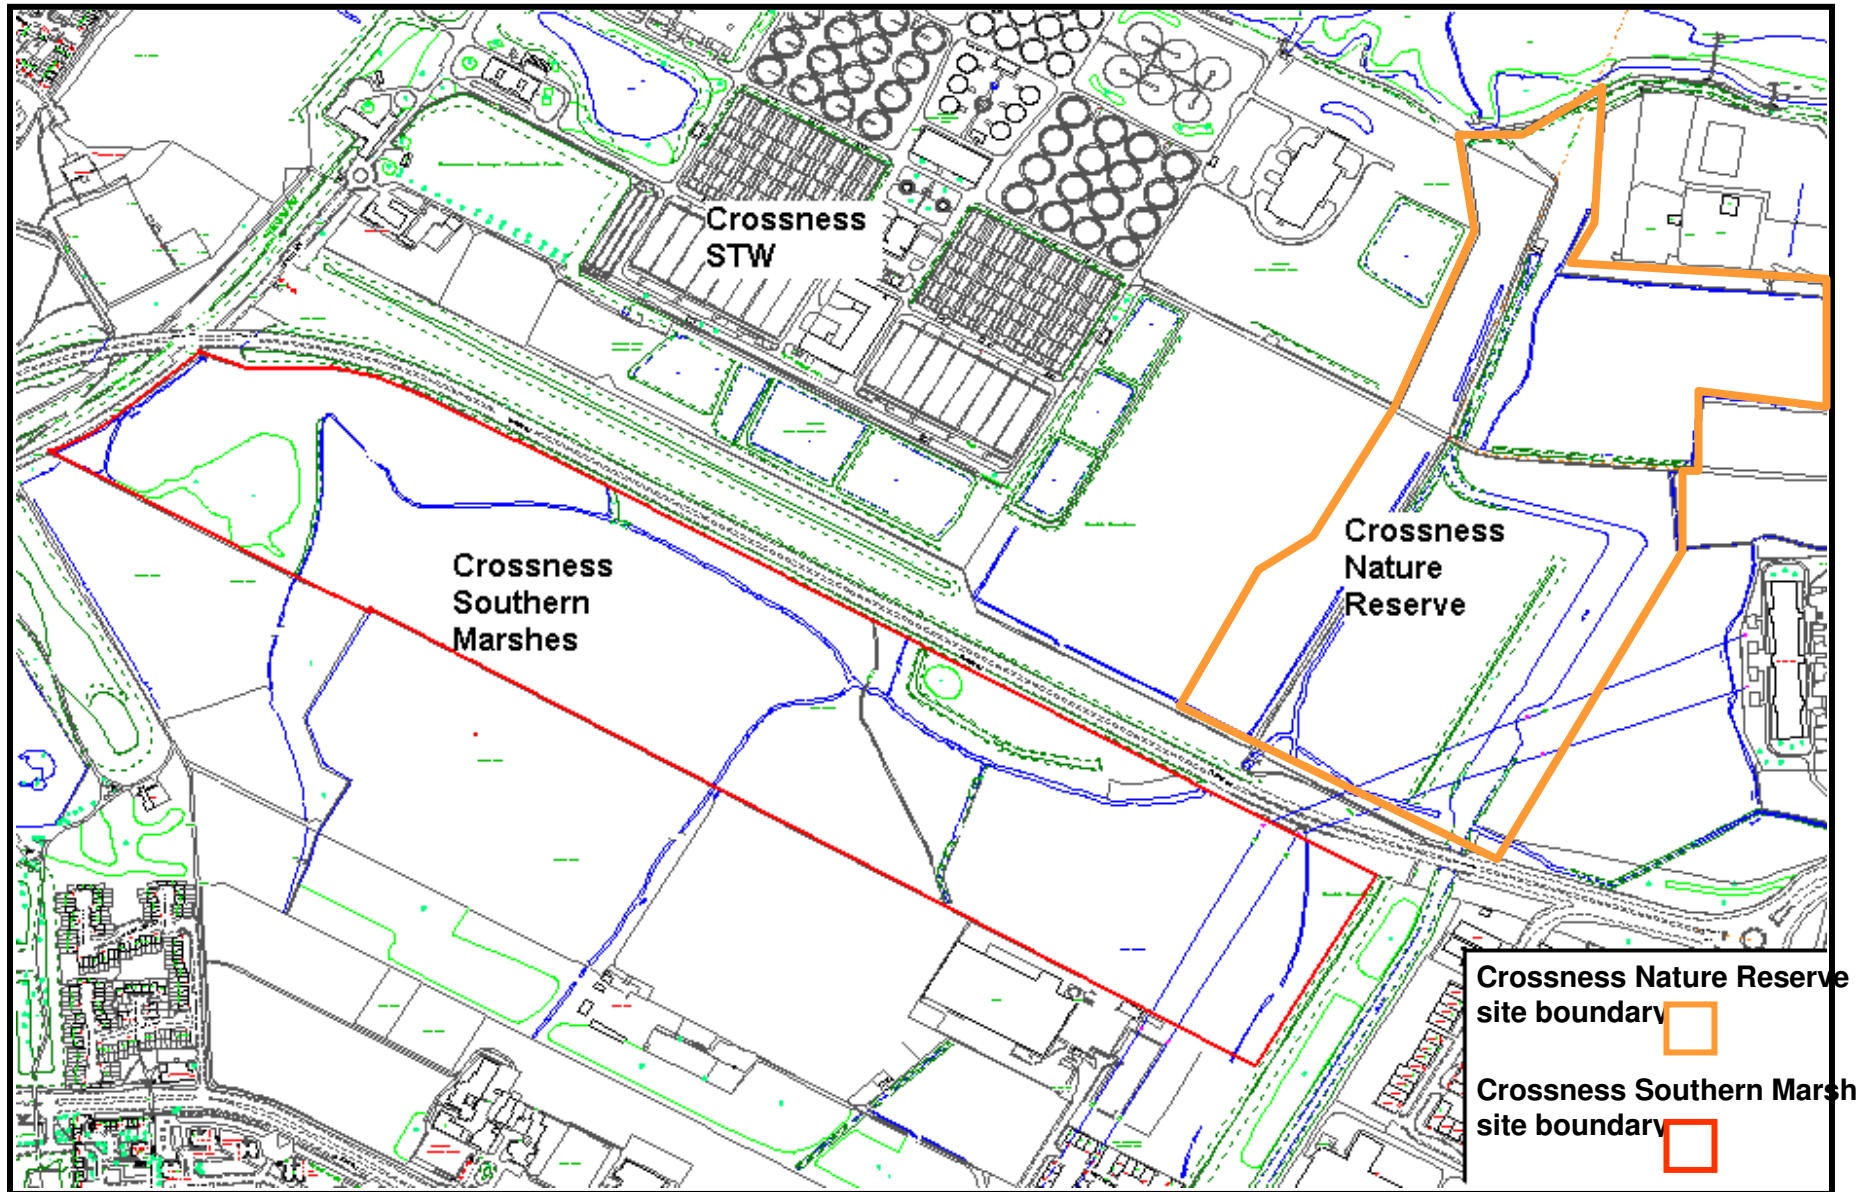 Crossness
STW
Crossness
Southern
Marshes
Crossness
Nature
Reserve
Crossness Nature Reserve
site boundary
Crossness Southern Marsh
site boundary